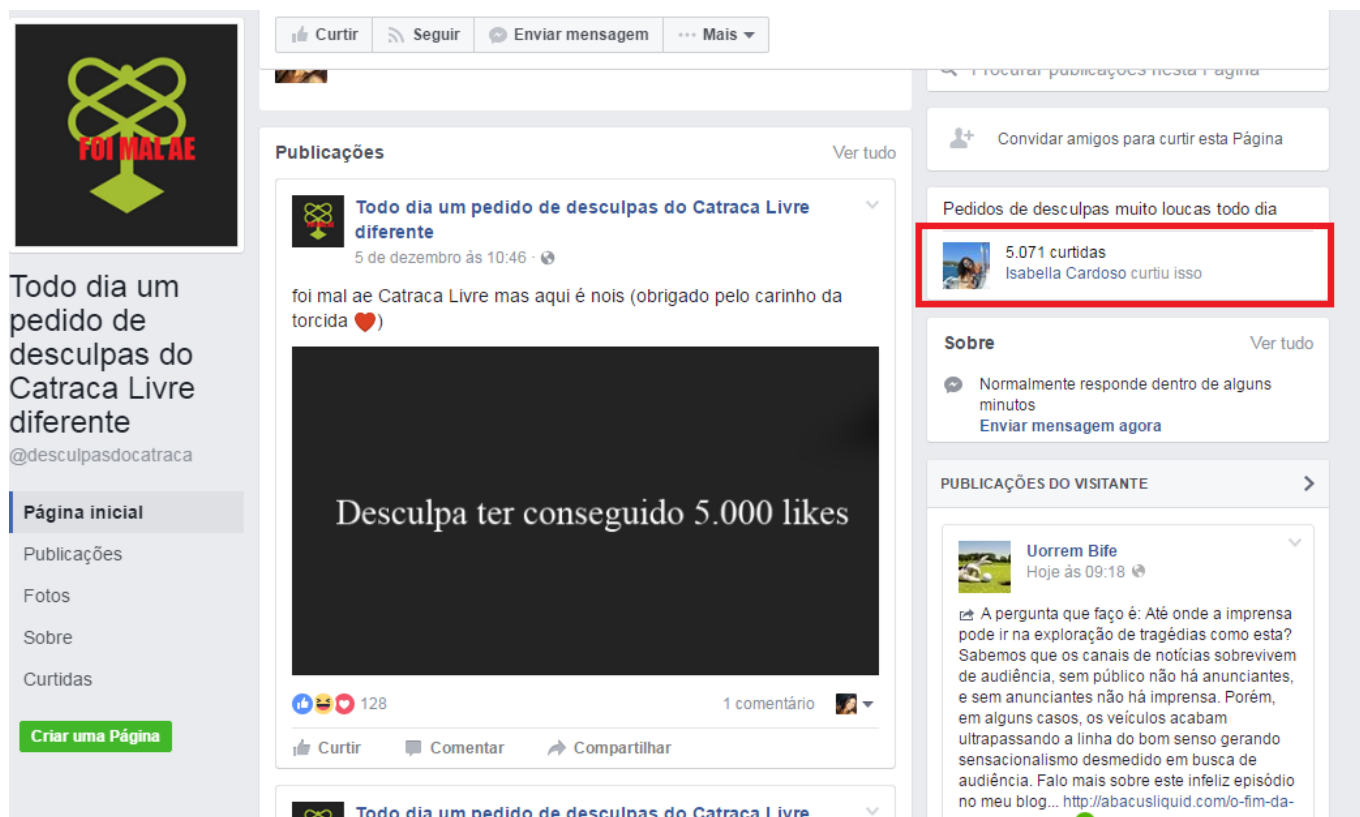 Curtir
Seguir
Enviar mensagem
Mais
FOI MAL AE
Todo dia um
pedido de
desculpas do
Catraca Livre
diferente
@desculpasdocatraca
Página inicial
Publicações
Fotos
Sobre
Curtidas
Criar uma Página
Publicações
Ver tudo
Todo dia um pedido de desculpas do Catraca Livre
diferente
5 de dezembro às 10:46 ·
foi mal ae Catraca Livre mas aqui é nois (obrigado pelo carinho da
torcida ❤)
Desculpa ter conseguido 5.000 likes
128
1 comentário
Curtir
Comentar
Compartilhar
Todo dia um pedido de desculpas do Catraca Livre
Procurar publicações nesta Página
Convidar amigos para curtir esta Página
Pedidos de desculpas muito loucas todo dia
5.071 curtidas
Isabella Cardoso curtiu isso
Sobre
Ver tudo
Normalmente responde dentro de alguns
minutos
Enviar mensagem agora
PUBLICAÇÕES DO VISITANTE
Uorrem Bife
Hoje às 09:18
A pergunta que faço é: Até onde a imprensa
pode ir na exploração de tragédias como esta?
Sabemos que os canais de notícias sobrevivem
de audiência, sem público não há anunciantes,
e sem anunciantes não há imprensa. Porém,
em alguns casos, os veículos acabam
ultrapassando a linha do bom senso gerando
sensacionalismo desmedido em busca de
audiência. Falo mais sobre este infeliz episódio
no meu blog... http://abacusliquid.com/o-fim-da-